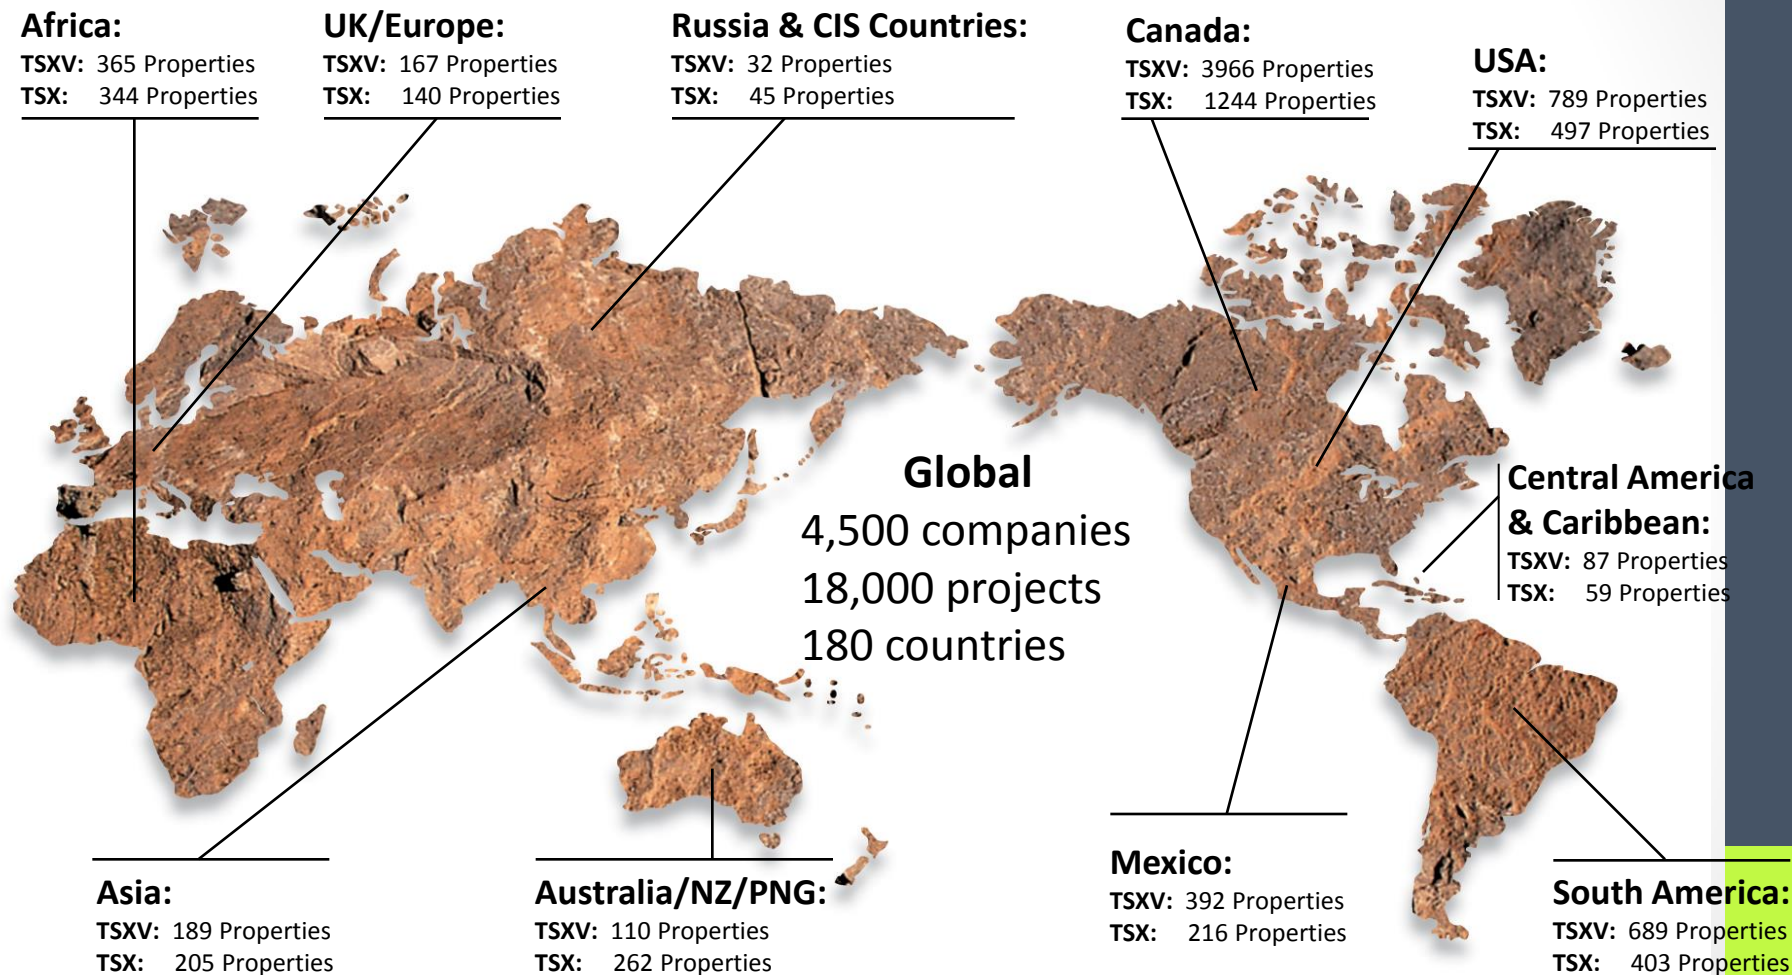 Africa:
TSXV: 365 Properties
TSX: 344 Properties
UK/Europe:
TSXV: 167 Properties
TSX: 140 Properties
Russia & CIS Countries:
TSXV: 32 Properties
TSX: 45 Properties
Canada:
TSXV: 3966 Properties
TSX: 1244 Properties
USA:
TSXV: 789 Properties
TSX: 497 Properties
Global
4,500 companies
18,000 projects
180 countries
Central America
& Caribbean:
TSXV: 87 Properties
TSX: 59 Properties
Asia:
TSXV: 189 Properties
TSX: 205 Properties
Australia/NZ/PNG:
TSXV: 110 Properties
TSX: 262 Properties
Mexico:
TSXV: 392 Properties
TSX: 216 Properties
South America:
TSXV: 689 Properties
TSX: 403 Properties